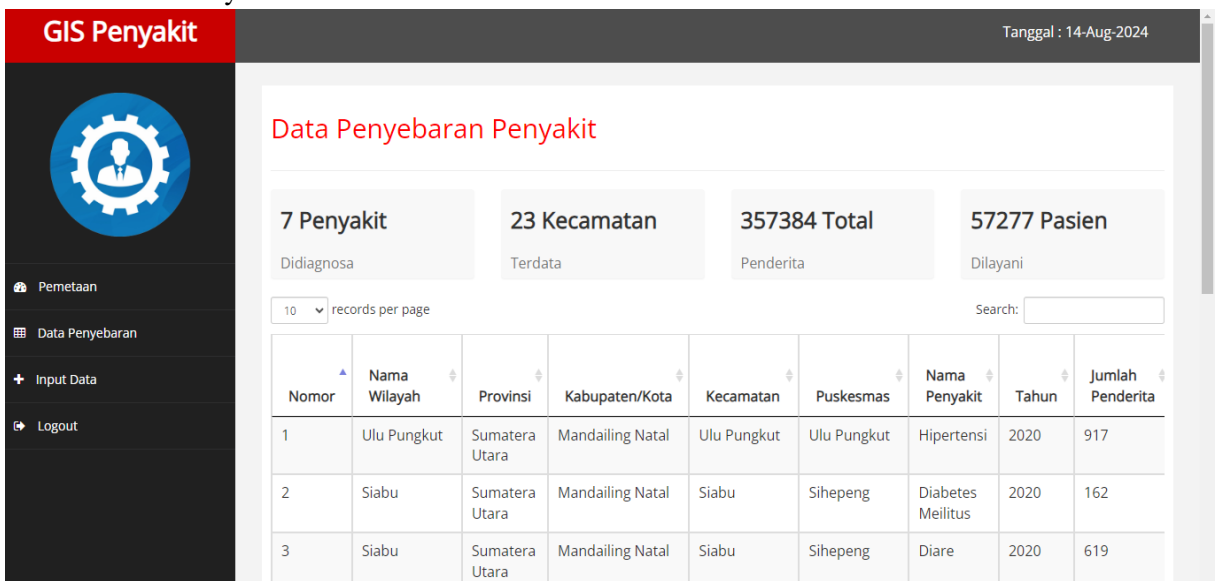 GIS Penyakit
Tanggal : 14-Aug-2024
Data Penyebaran Penyakit
7 Penyakit
Didiagnosa
23 Kecamatan
Terdata
357384 Total
Penderita
57277 Pasien
Dilayani
Pemetaan
Data Penyebaran
Input Data
Logout
10 records per page
Search:
Nomor Nama Wilayah Provinsi Kabupaten/Kota Kecamatan Puskesmas Nama Penyakit Tahun Jumlah Penderita
1 Ulu Pungkut Sumatera Utara Mandailing Natal Ulu Pungkut Ulu Pungkut Hipertensi 2020 917
2 Siabu Sumatera Utara Mandailing Natal Siabu Sihepeng Diabetes Meilitus 2020 162
3 Siabu Sumatera Utara Mandailing Natal Siabu Sihepeng Diare 2020 619